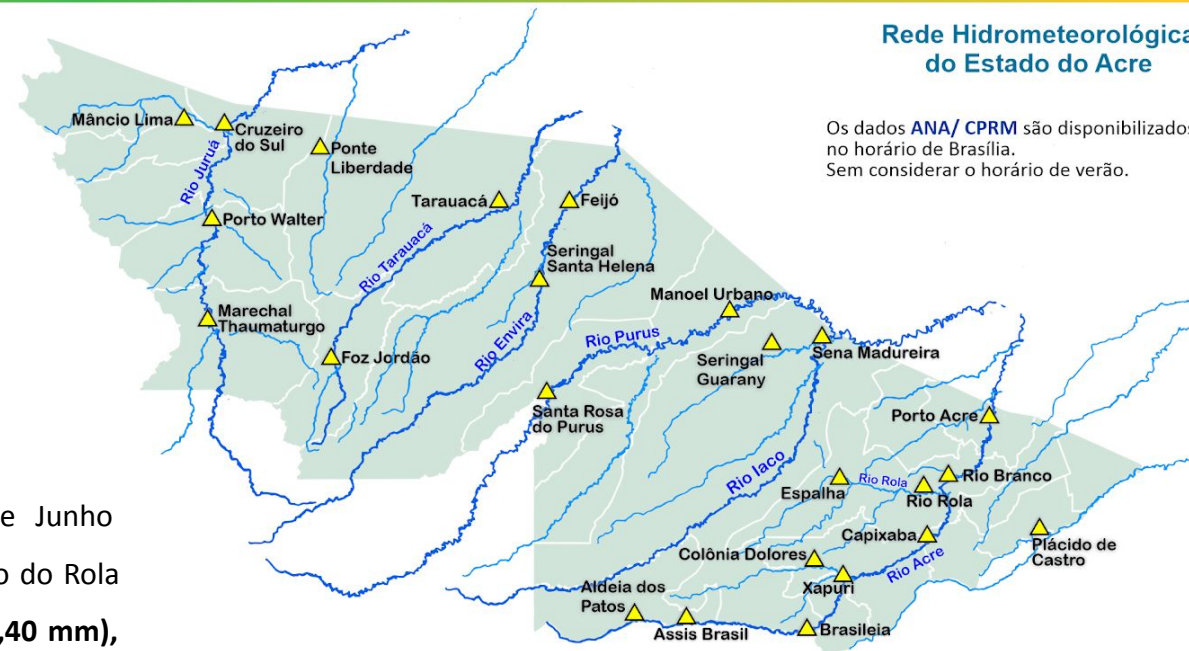 Rede Hidrometeorológica
do Estado do Acre
Os dados ANA/ CPRM são disponibilizados
no horário de Brasília.
Sem considerar o horário de verão.
Mâncio Lima
Cruzeiro
do Sul
Ponte
Liberdade
Rio Juruá
Porto Walter
Tarauacá
Feijó
Rio Tarauacá
Seringal
Santa Helena
Marechal
Thaumaturgo
Foz Jordão
Rio Envira
Manoel Urbano
Rio Purus
Seringal
Guarany
Sena Madureira
Santa Rosa
do Purus
Porto Acre
Rio Iaco
Espalha
Rio Rola
Rio Rola
Rio Branco
Capixaba
Plácido de
Castro
Colônia Dolores
Rio Acre
Xapuri
Aldeia dos
Patos
Assis Brasil
Brasileia
e Junho
o do Rola
,40 mm),